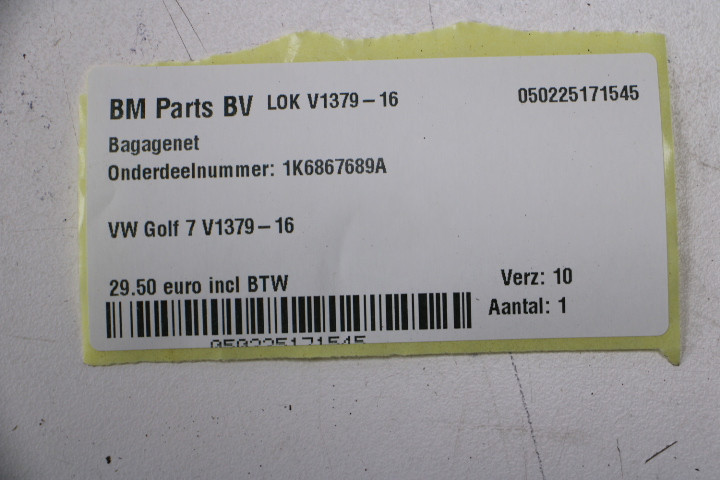 BM Parts BV LOK V1379-16 050225171545
Bagagenet
Onderdeelnummer: 1K6867689A
VW Golf 7 V1379-16
29.50 euro incl BTW
Verz: 10
Aantal: 1
050225171545